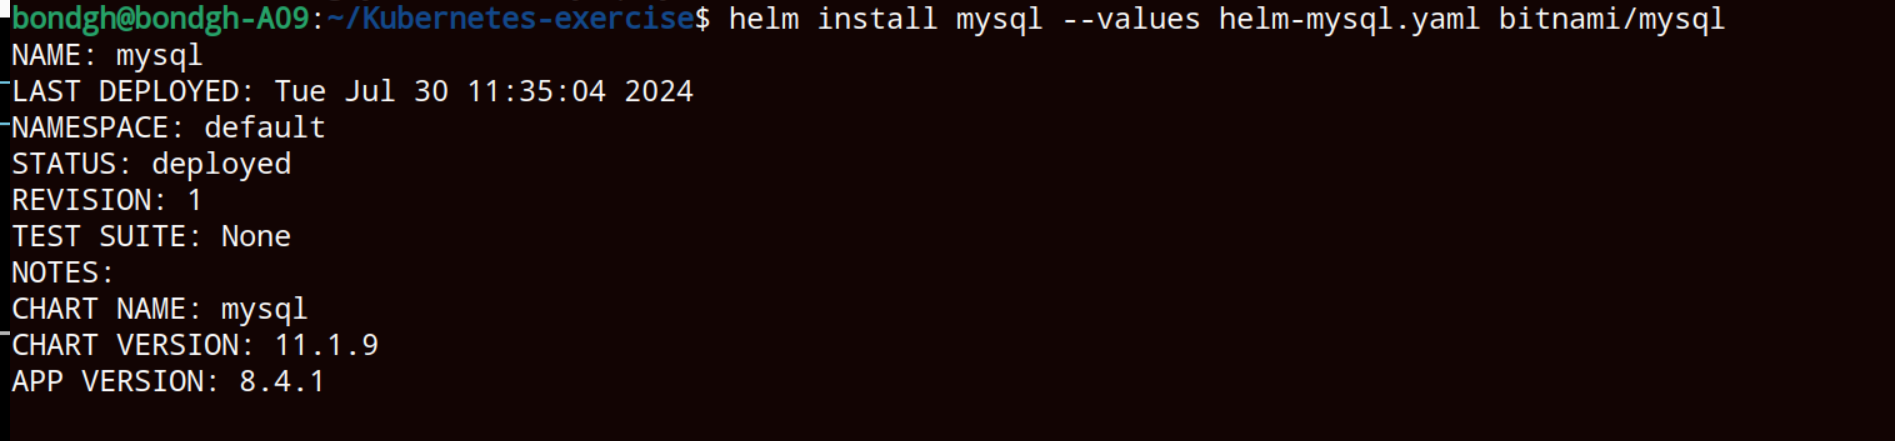 bondgh@bondgh-A09:~/Kubernetes-exercise$ helm install mysql --values helm-mysql.yaml bitnami/mysql
NAME: mysql
LAST DEPLOYED: Tue Jul 30 11:35:04 2024
NAMESPACE: default
STATUS: deployed
REVISION: 1
TEST SUITE: None
NOTES:
CHART NAME: mysql
CHART VERSION: 11.1.9
APP VERSION: 8.4.1